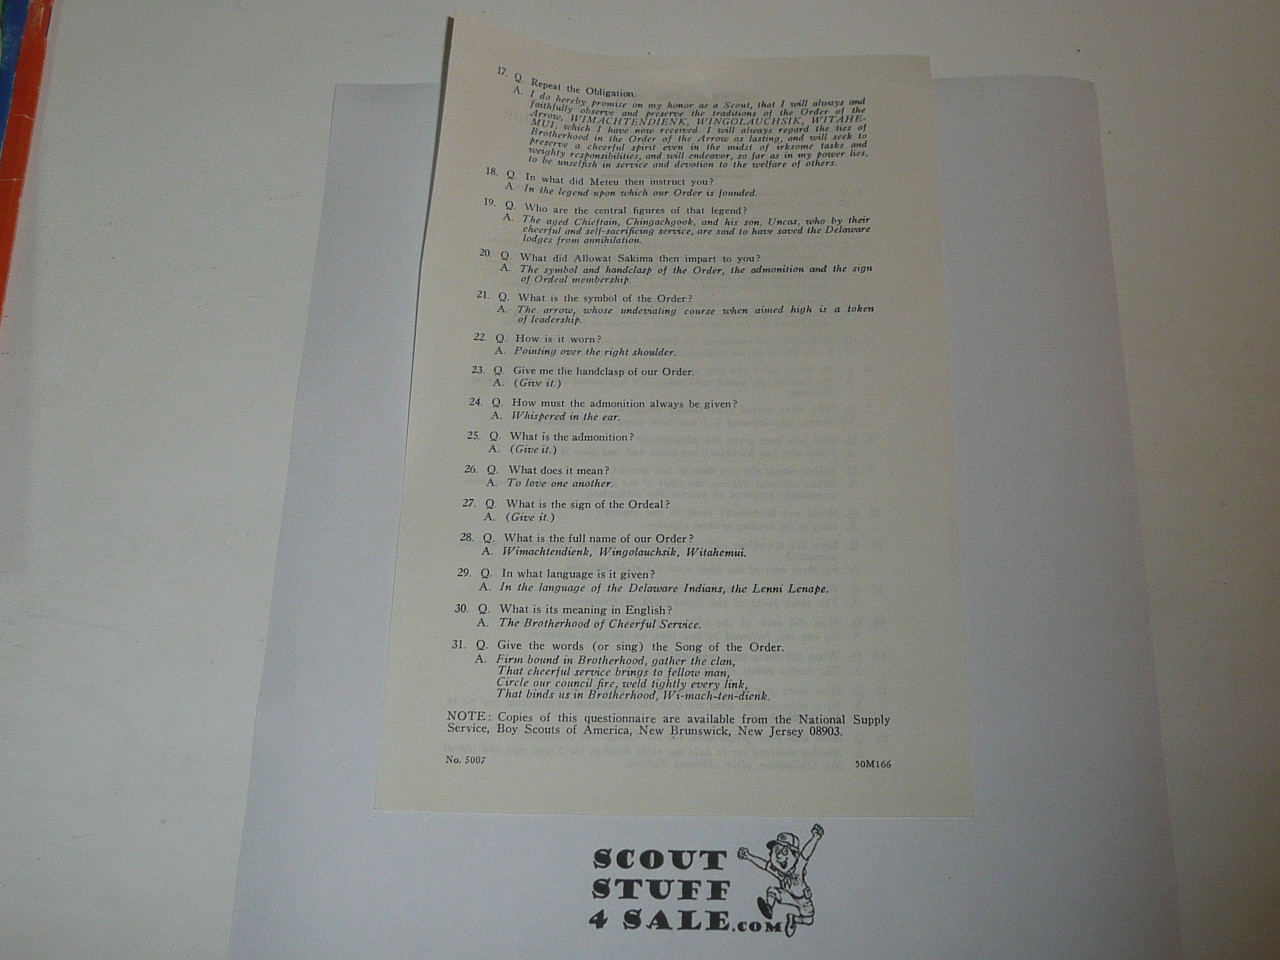 17. Q. Repeat the Obligation.
A. I do hereby promise on my honor as a Scout, that I will always and
faithfully observe and preserve the traditions of the Order of the
Arrow, WIMACHTENDIENK, WINGOLAUCHSIK, WITAHE-
MUI, which I have now received. I will always regard the ties of
Brotherhood in the Order of the Arrow as lasting, and will seek to
preserve a cheerful spirit even in the midst of irksome tasks and
weighty responsibilities, and will endeavor, so far as in my power lies,
to be unselfish in service and devotion to the welfare of others.
18. Q. In what did Meteu then instruct you?
A. In the legend upon which our Order is founded.
19. Q. Who are the central figures of that legend?
A. The aged Chieftain, Chingachgook, and his son, Uncas, who by their
cheerful and self-sacrificing service, are said to have saved the Delaware
lodges from annihilation.
20. Q. What did Allowat Sakima then impart to you?
A. The symbol and handclasp of the Order, the admonition and the sign
of Ordeal membership.
21. Q. What is the symbol of the Order?
A. The arrow, whose undeviating course when aimed high is a token
of leadership.
22. Q. How is it worn?
A. Pointing over the right shoulder.
23. Q. Give me the handclasp of our Order.
A. (Give it.)
24. Q. How must the admonition always be given?
A. Whispered in the ear.
25. Q. What is the admonition?
A. (Give it.)
26. Q. What does it mean?
A. To love one another.
27. Q. What is the sign of the Ordeal?
A. (Give it.)
28. Q. What is the full name of our Order?
A. Wimachtendienk, Wingolauchsik, Witahemui.
29. Q. In what language is it given?
A. In the language of the Delaware Indians, the Lenni Lenape.
30. Q. What is its meaning in English?
A. The Brotherhood of Cheerful Service.
31. Q. Give the words (or sing) the Song of the Order.
A. Firm bound in Brotherhood, gather the clan,
That cheerful service brings to fellow man,
Circle our council fire, weld tightly every link,
That binds us in Brotherhood, Wi-mach-ten-dienk.
NOTE: Copies of this questionnaire are available from the National Supply
Service, Boy Scouts of America, New Brunswick, New Jersey 08903.
No. 5007 50M166
SCOUT
STUFF
4 SALE.COM